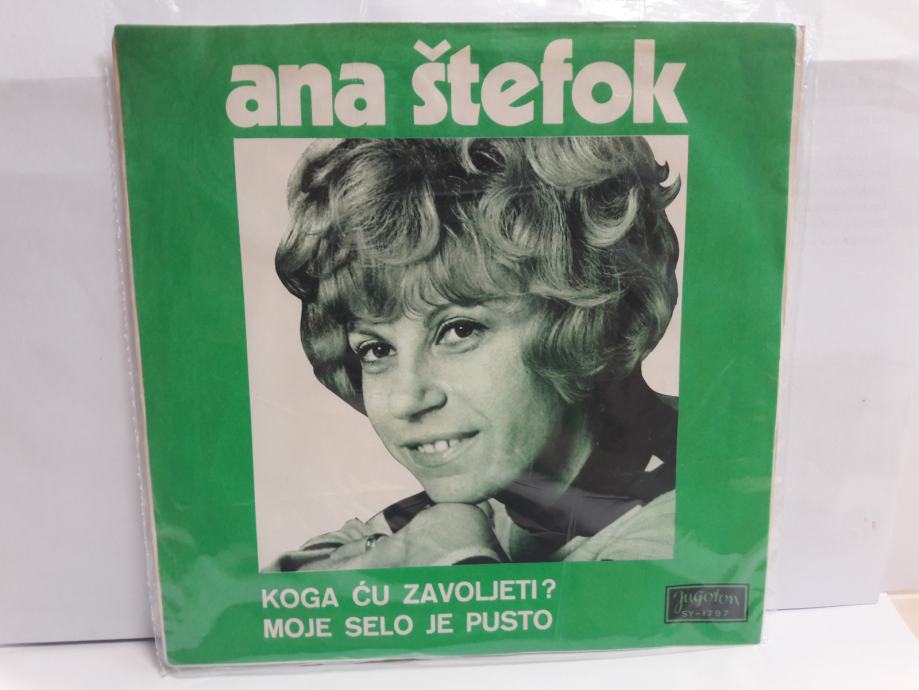 ana štefok
KOGA ĆU ZAVOLJETI?
MOJE SELO JE PUSTO
Jugoton
SY-1797